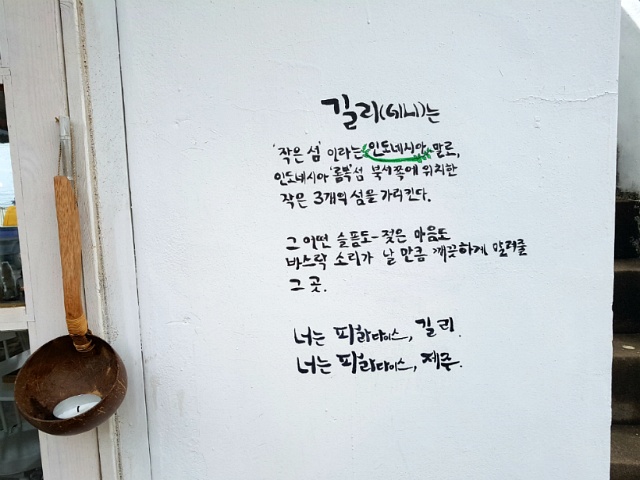 길리(GILI)는
'작은 섬' 이라는 인도네시아 말로,
인도네시아 '롬복'섬 북서쪽에 위치한
작은 3개의 섬을 가리킨다.
그 어떤 슬픔도-젖은 마음도
바스락 소리가 날 만큼 깨끗하게 말려줄
그 곳.
너는 파라다이스, 길리.
너는 파라다이스, 제주.